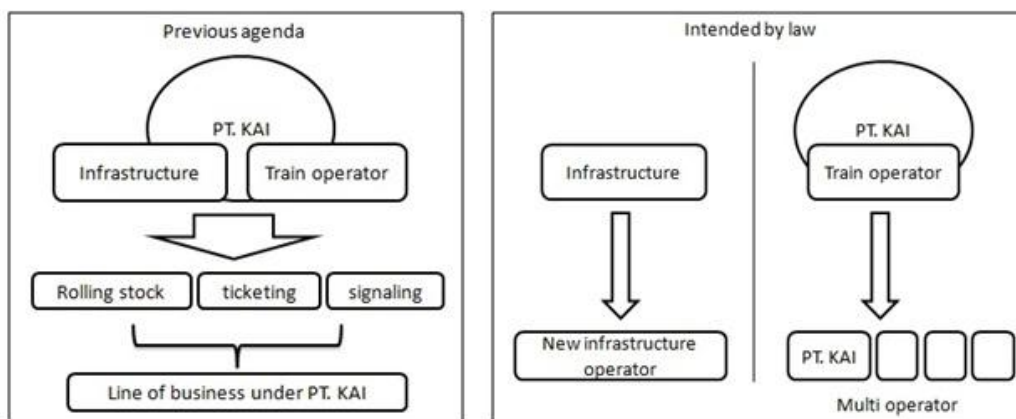 Previous agenda
PT. KAI
Infrastructure
Train operator
Rolling stock
ticketing
signaling
Line of business under PT. KAI
Intended by law
Infrastructure
New infrastructure
operator
PT. KAI
Train operator
PT. KAI
Multi operator